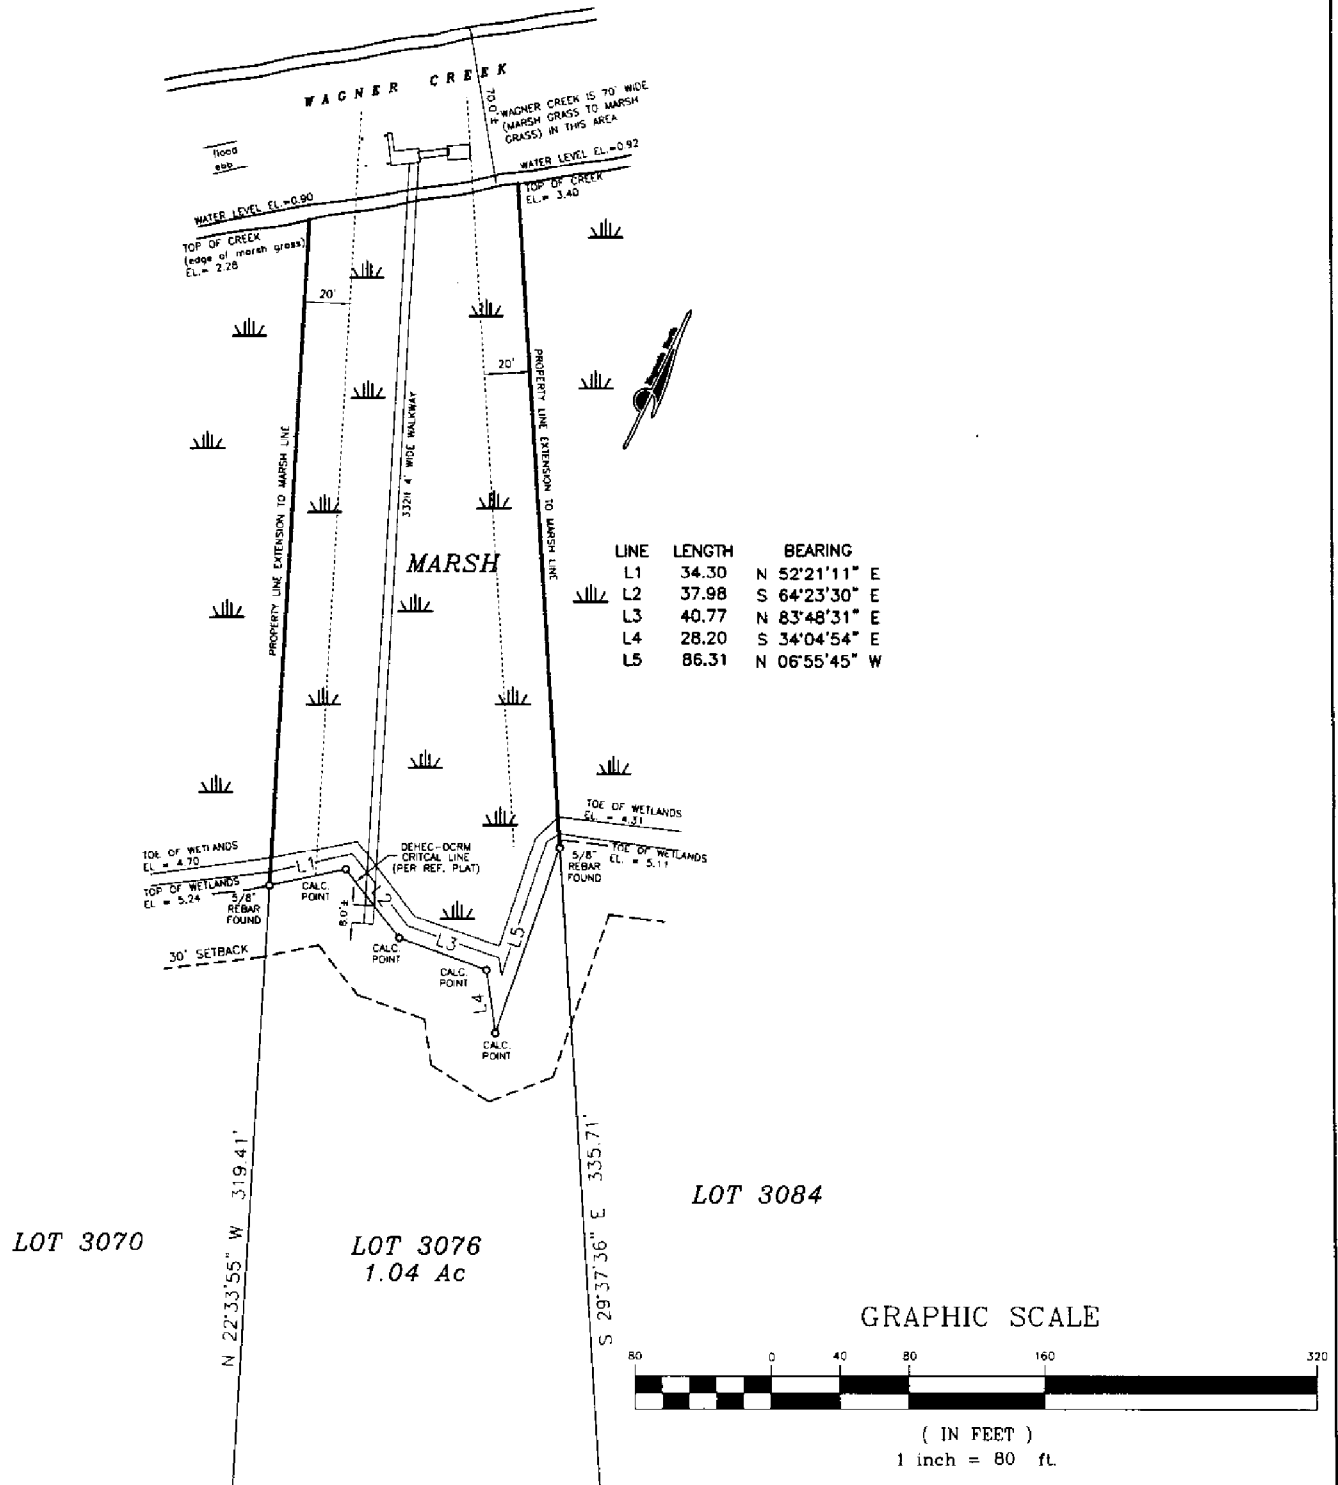 WAGNER CREEK
70.0'±
WAGNER CREEK IS 70' WIDE
(MARSH GRASS TO MARSH
GRASS) IN THIS AREA
flood
ebb
WATER LEVEL EL.=0.92
TOP OF CREEK
EL.= 3.40
WATER LEVEL EL.=0.90
TOP OF CREEK
(edge of marsh grass)
EL.= 2.28
20'
20'
PROPERTY LINE EXTENSION TO MARSH LINE
332lf 4' WIDE WALKWAY
PROPERTY LINE EXTENSION TO MARSH LINE
MARSH
LINE LENGTH BEARING
L1 34.30 N 52°21'11" E
L2 37.98 S 64°23'30" E
L3 40.77 N 83°48'31" E
L4 28.20 S 34°04'54" E
L5 86.31 N 06°55'45" W
TOE OF WETLANDS
EL. = 4.31
TOE OF WETLANDS
EL. = 5.11
5/8"
REBAR
FOUND
TOE OF WETLANDS
EL = 4.70
TOP OF WETLANDS
EL = 5.24
5/8"
REBAR
FOUND
L1
CALC.
POINT
DEHEC-OCRM
CRITCAL LINE
(PER REF. PLAT)
L2
8.0'±
CALC.
POINT
L3
CALC.
POINT
L5
L4
CALC.
POINT
30' SETBACK
N 22°33'55" W 319.41'
S 29°37'36" E 335.71'
LOT 3084
LOT 3070
LOT 3076
1.04 Ac
GRAPHIC SCALE
80 0 40 80 160 320
( IN FEET )
1 inch = 80 ft.